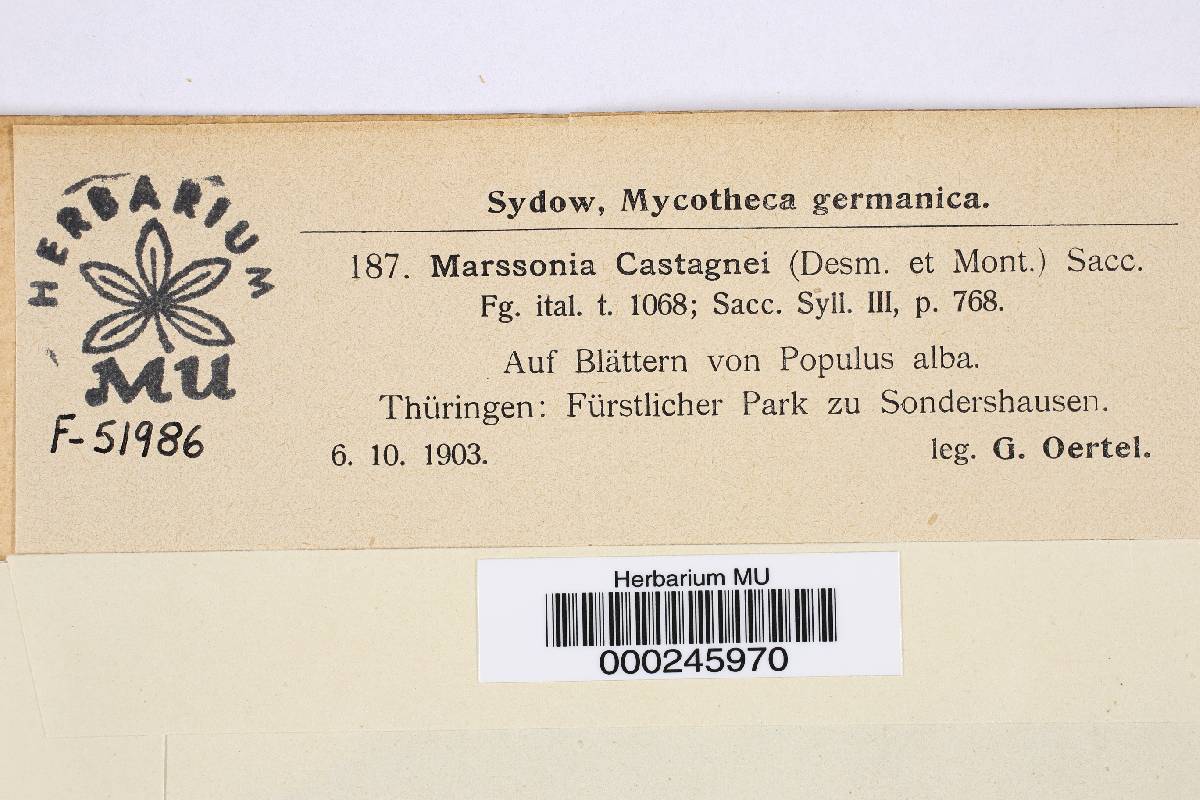 Sydow, Mycotheca germanica.
187. Marssonia Castagnei (Desm. et Mont.) Sacc.
Fg. ital. t. 1068; Sacc. Syll. III, p. 768.
Auf Blättern von Populus alba.
Thüringen: Fürstlicher Park zu Sondershausen.
6. 10. 1903. leg. G. Oertel.
HERBARIUM
MU
F-51986
Herbarium MU
000245970